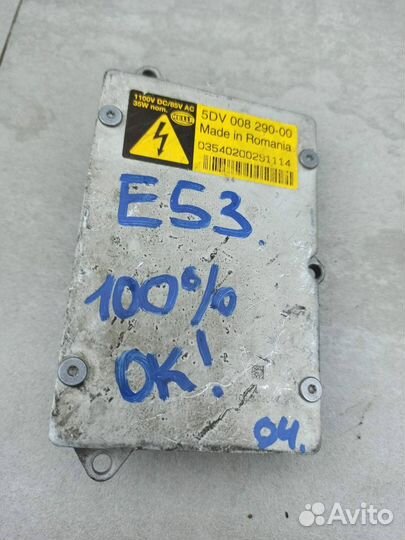 1100V DC/85V AC
35W nom.
HELLA
5DV 008 290-00
Made in Romania
03540200291114
E53.
100%
OK!
04.
Avito